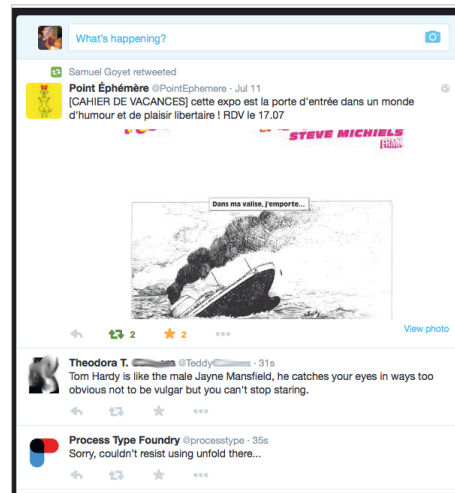 What's happening?
Samuel Goyet retweeted
Point Éphémère @PointEphemere · Jul 11
[CAHIER DE VACANCES] cette expo est la porte d'entrée dans un monde
d'humour et de plaisir libertaire ! RDV le 17.07
STEVE MICHIELS
Dans ma valise, j'emporte...
2 2 View photo
Theodora T. @Teddy · 31s
Tom Hardy is like the male Jayne Mansfield, he catches your eyes in ways too
obvious not to be vulgar but you can't stop staring.
Process Type Foundry @processtype · 35s
Sorry, couldn't resist using unfold there...